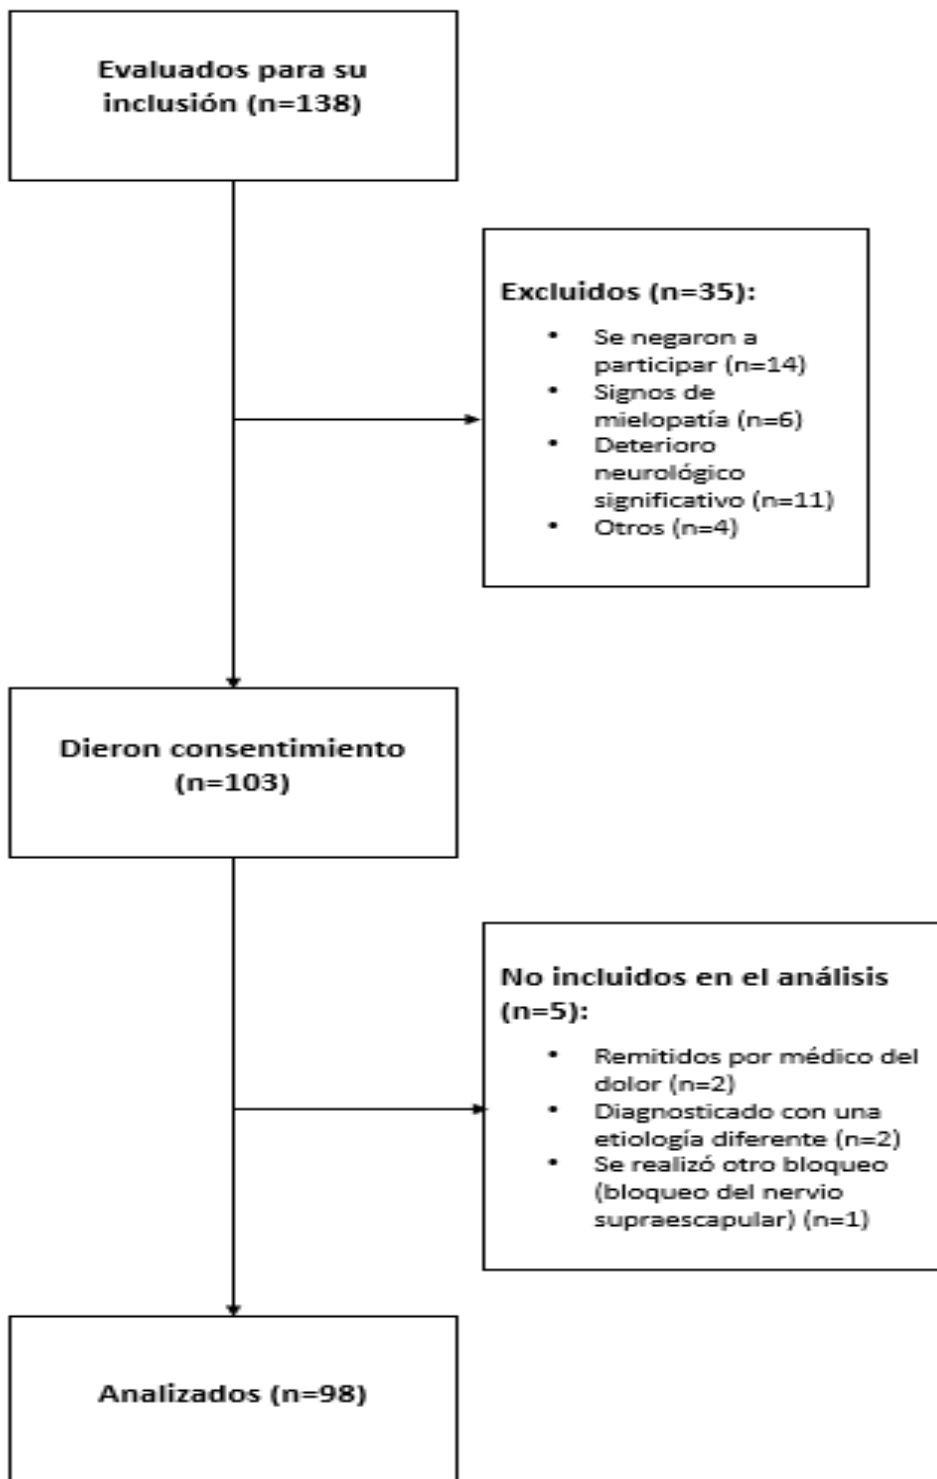 Evaluados para su
inclusión (n=138)
Excluidos (n=35):
• Se negaron a
participar (n=14)
• Signos de
mielopatía (n=6)
• Deterioro
neurológico
significativo (n=11)
• Otros (n=4)
Dieron consentimiento
(n=103)
No incluidos en el análisis
(n=5):
• Remitidos por médico del
dolor (n=2)
• Diagnosticado con una
etiología diferente (n=2)
• Se realizó otro bloqueo
(bloqueo del nervio
supraescapular) (n=1)
Analizados (n=98)